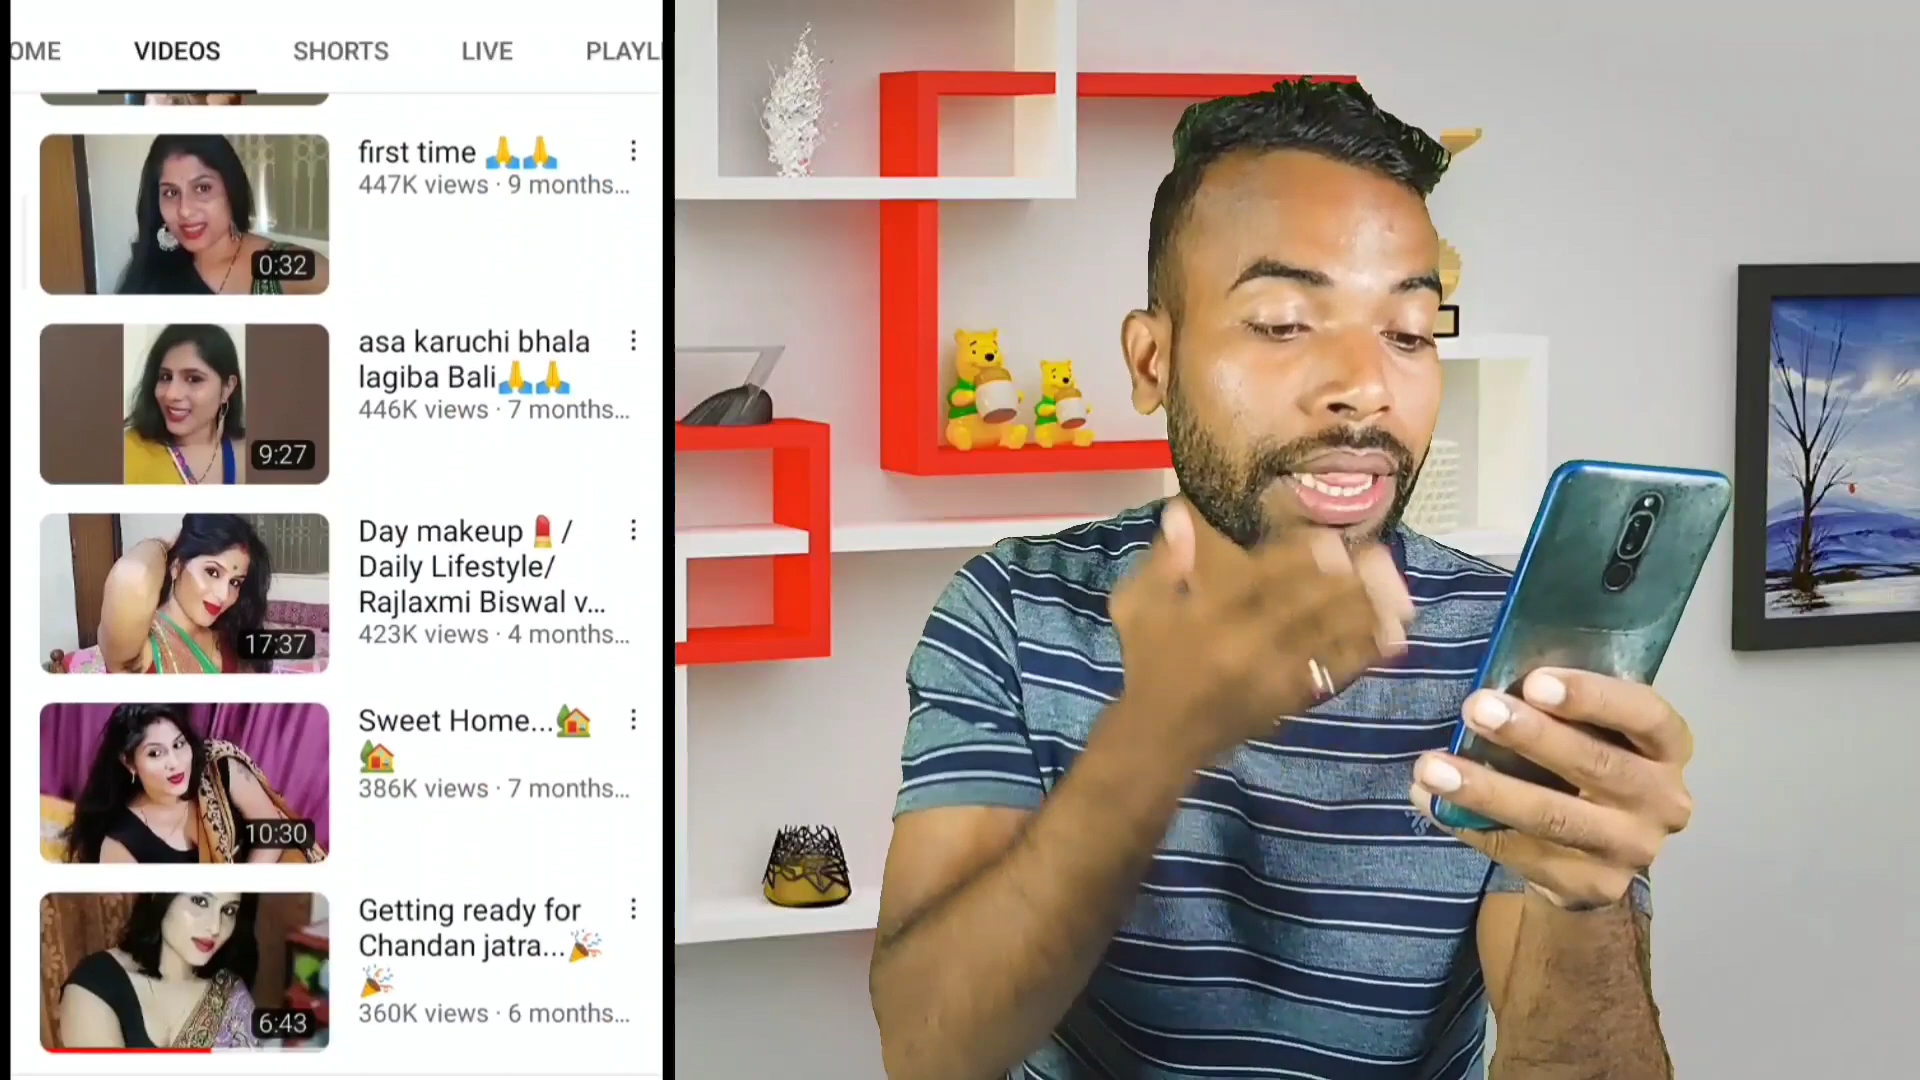 OME VIDEOS SHORTS LIVE PLAYLI
first time 🙏🙏
447K views · 9 months...
0:32
asa karuchi bhala
lagiba Bali🙏🙏
446K views · 7 months...
9:27
Day makeup 💄/
Daily Lifestyle/
Rajlaxmi Biswal v...
423K views · 4 months...
17:37
Sweet Home...🏡
🏡
386K views · 7 months...
10:30
Getting ready for
Chandan jatra...🎉
🎉
360K views · 6 months...
6:43